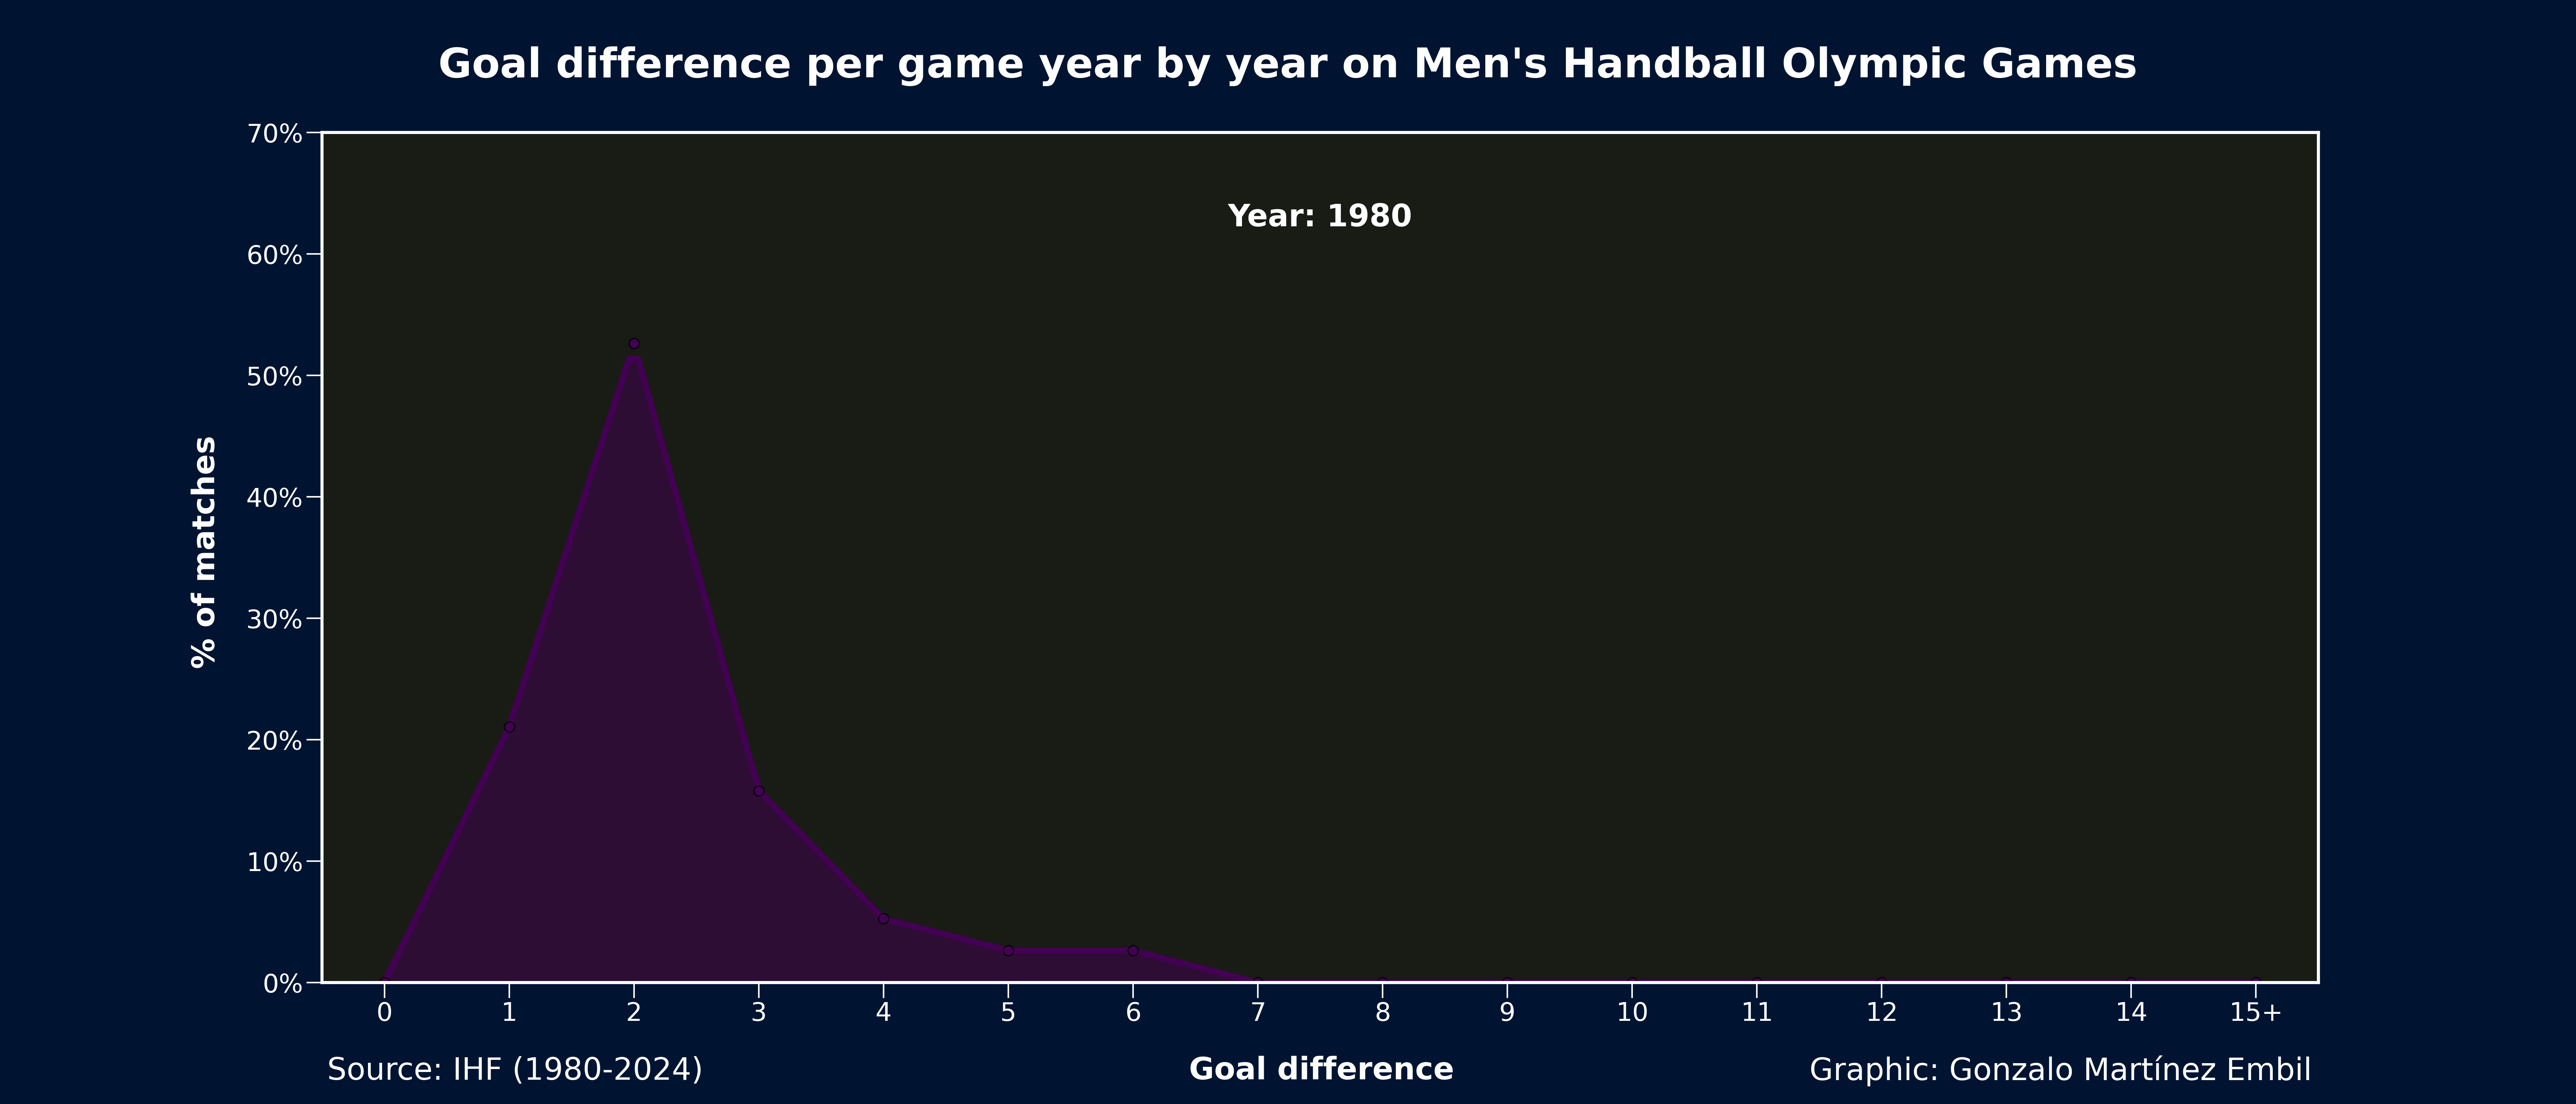 Goal difference per game year by year on Men's Handball Olympic Games
Year: 1980
% of matches
70%
60%
50%
40%
30%
20%
10%
0%
0 1 2 3 4 5 6 7 8 9 10 11 12 13 14 15+
Source: IHF (1980-2024) Goal difference Graphic: Gonzalo Martínez Embil